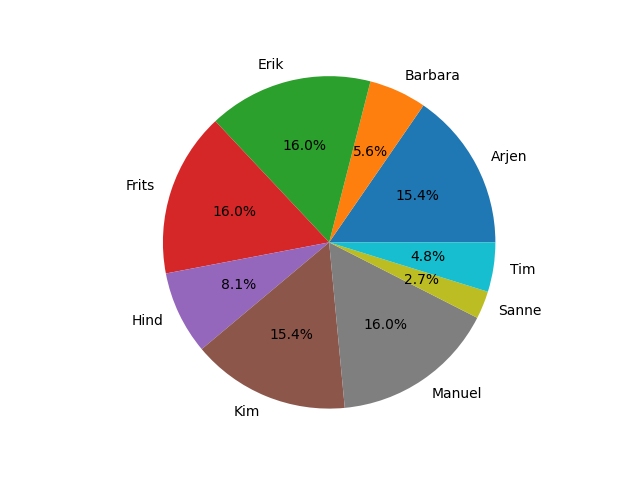 Erik
Barbara
Arjen
Frits
Hind
Kim
Manuel
Sanne
Tim
16.0%
5.6%
15.4%
16.0%
8.1%
15.4%
16.0%
2.7%
4.8%